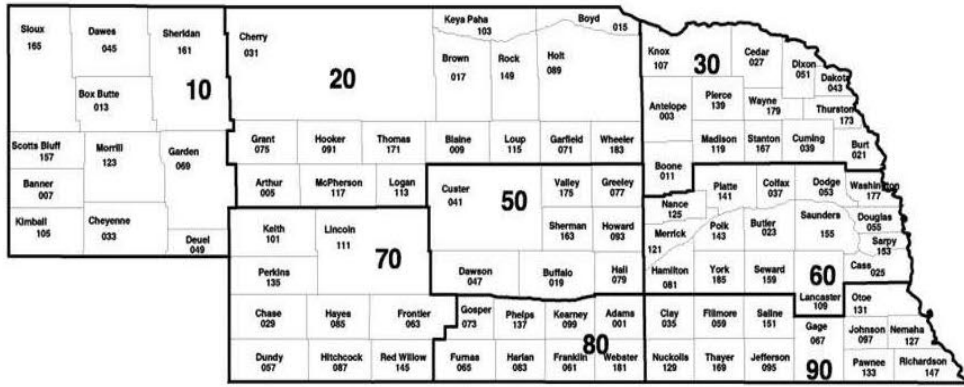 Sioux
165
Dawes
045
Sheridan
161
Box Butte
013
10
Scotts Bluff
157
Morrill
123
Garden
069
Banner
007
Kimball
105
Cheyenne
033
Deuel
049
Cherry
031
20
Keya Paha
103
Boyd
015
Brown
017
Rock
149
Holt
089
Grant
075
Hooker
091
Thomas
171
Blaine
009
Loup
115
Garfield
071
Wheeler
183
Arthur
005
McPherson
117
Logan
113
Knox
107
30
Cedar
027
Dixon
051
Dakota
043
Antelope
003
Pierce
139
Wayne
179
Thurston
173
Madison
119
Stanton
167
Cuming
039
Burt
021
Boone
011
Custer
041
50
Valley
175
Greeley
077
Sherman
163
Howard
093
Dawson
047
Buffalo
019
Hall
079
Nance
125
Platte
141
Colfax
037
Dodge
053
Washington
177
Merrick
121
Polk
143
Butler
023
Saunders
155
Douglas
055
Sarpy
153
Hamilton
081
York
185
Seward
159
60
Cass
025
Lancaster
109
Keith
101
Lincoln
111
70
Perkins
135
Chase
029
Hayes
085
Frontier
063
Dundy
057
Hitchcock
087
Red Willow
145
Gosper
073
Phelps
137
Kearney
099
Adams
001
80
Furnas
065
Harlan
083
Franklin
061
Webster
181
Clay
035
Fillmore
059
Saline
151
Gage
067
Otoe
131
Johnson
097
Nemaha
127
Nuckolls
129
Thayer
169
Jefferson
095
90
Pawnee
133
Richardson
147